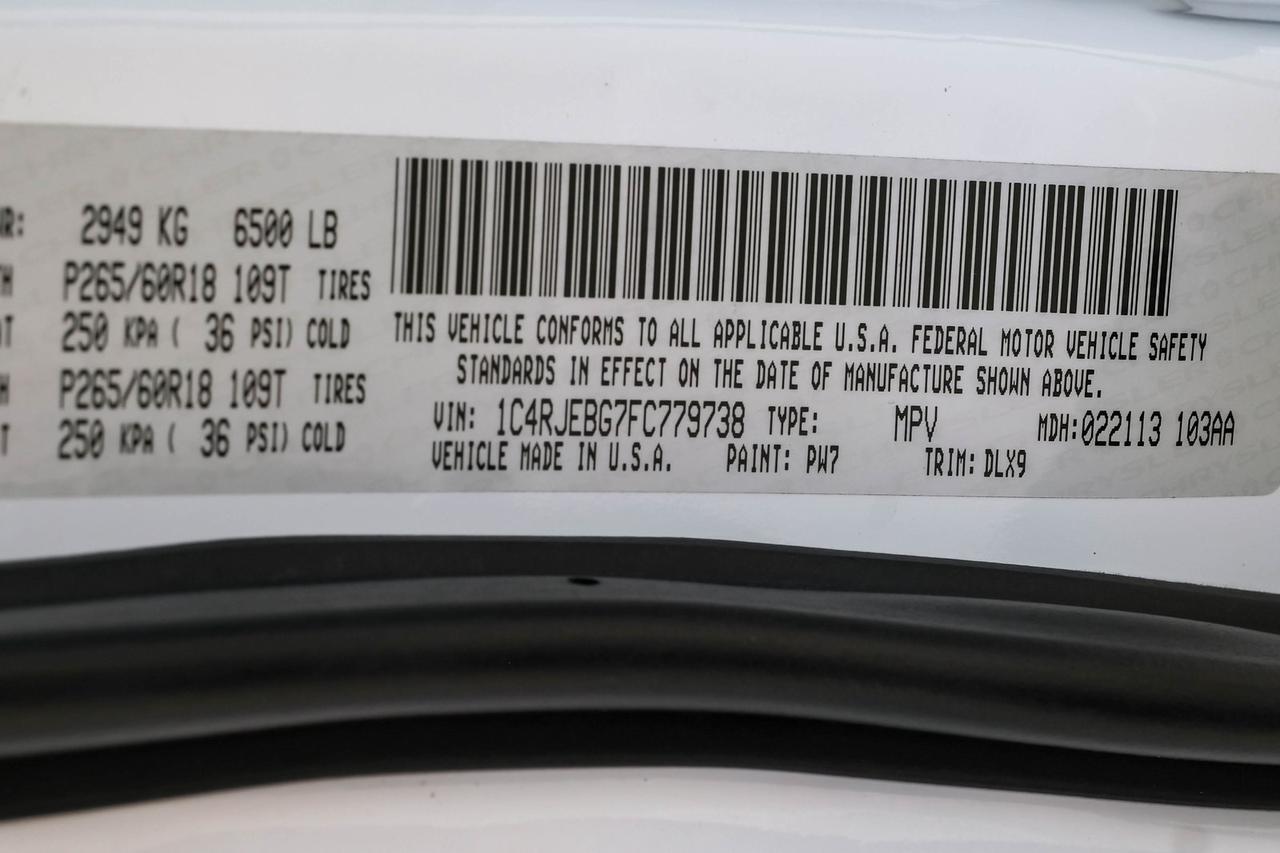 R: 2949 KG 6500 LB
H P265/60R18 109T TIRES
T 250 KPA ( 36 PSI) COLD
H P265/60R18 109T TIRES
T 250 KPA ( 36 PSI) COLD
THIS VEHICLE CONFORMS TO ALL APPLICABLE U.S.A. FEDERAL MOTOR VEHICLE SAFETY
STANDARDS IN EFFECT ON THE DATE OF MANUFACTURE SHOWN ABOVE.
VIN: 1C4RJEBG7FC779738 TYPE: MPV MDH:022113 103AA
VEHICLE MADE IN U.S.A. PAINT: PW7 TRIM: DLX9